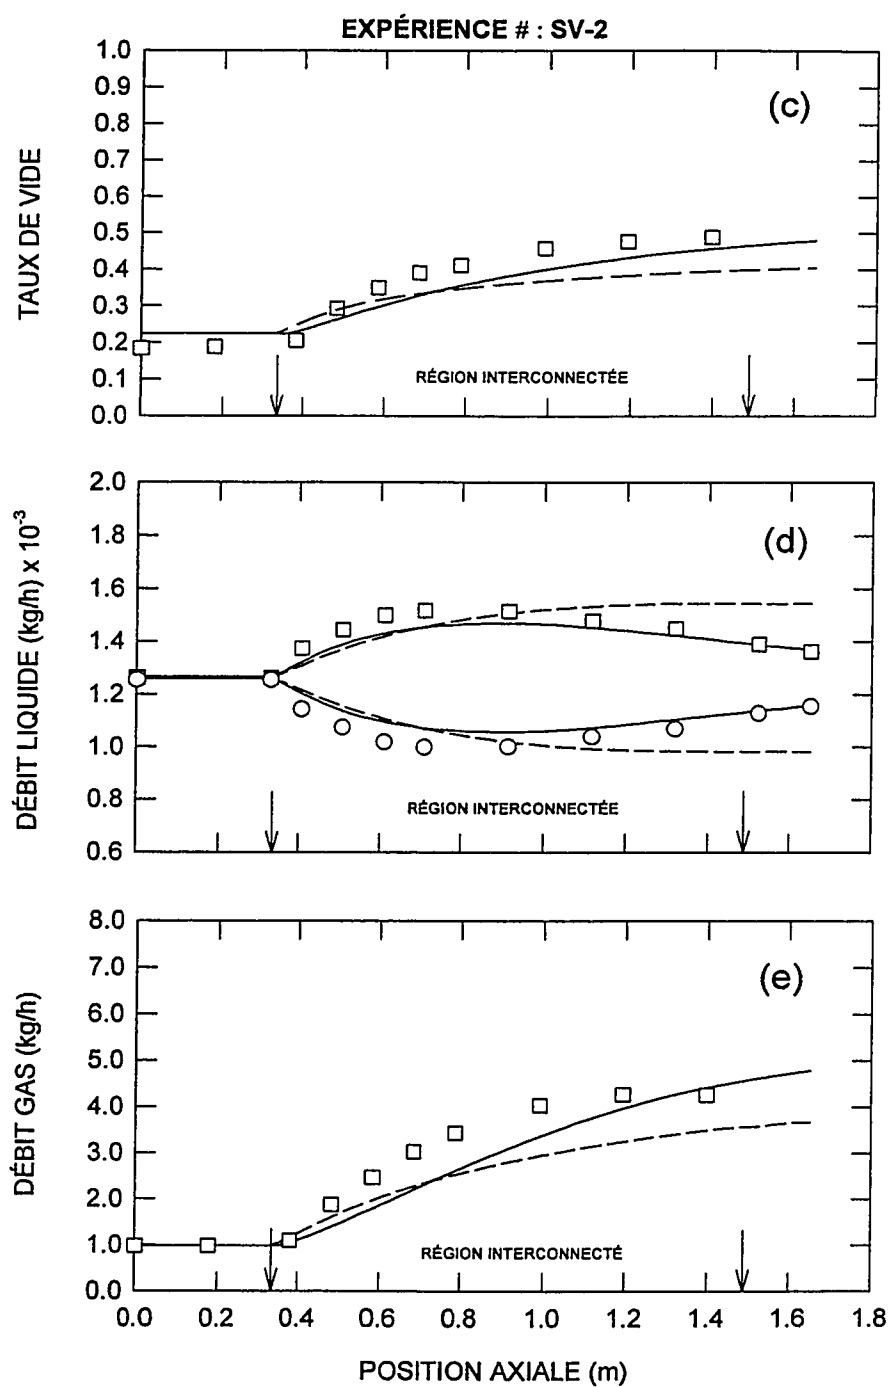 EXPÉRIENCE # : SV-2
1.0
0.9
0.8
0.7
0.6
0.5
0.4
0.3
0.2
0.1
0.0
TAUX DE VIDE
(c)
RÉGION INTERCONNECTÉE
2.0
1.8
1.6
1.4
1.2
1.0
0.8
0.6
DÉBIT LIQUIDE (kg/h) x 10⁻³
(d)
RÉGION INTERCONNECTÉE
8.0
7.0
6.0
5.0
4.0
3.0
2.0
1.0
0.0
DÉBIT GAS (kg/h)
(e)
RÉGION INTERCONNECTÉ
0.0 0.2 0.4 0.6 0.8 1.0 1.2 1.4 1.6 1.8
POSITION AXIALE (m)